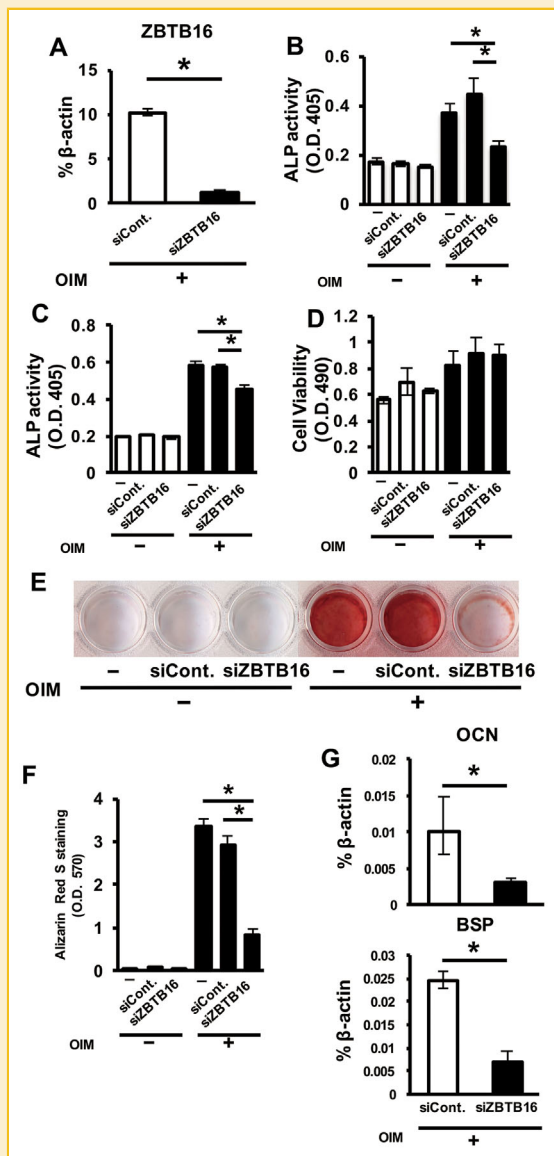 A
ZBTB16
% β-actin
15
10
5
0
*
siCont.
siZBTB16
OIM
+
B
ALP activity
(O.D. 405)
0.6
0.4
0.2
0
*
*
– siCont. siZBTB16 – siCont. siZBTB16
OIM
– +
C
ALP activity
(O.D. 405)
0.8
0.6
0.4
0.2
0
*
*
– siCont. siZBTB16 – siCont. siZBTB16
OIM
– +
D
Cell Viability
(O.D. 490)
1.2
1
0.8
0.6
0.4
0.2
0
– siCont. siZBTB16 – siCont. siZBTB16
OIM
– +
E
– siCont. siZBTB16 – siCont. siZBTB16
OIM
– +
F
Alizarin Red S staining
(O.D. 570)
4
3
2
1
0
*
*
– siCont. siZBTB16 – siCont. siZBTB16
OIM
– +
G
OCN
% β-actin
0.02
0.015
0.01
0.005
0
*
BSP
% β-actin
0.03
0.025
0.02
0.015
0.01
0.005
0
*
siCont. siZBTB16
OIM
+